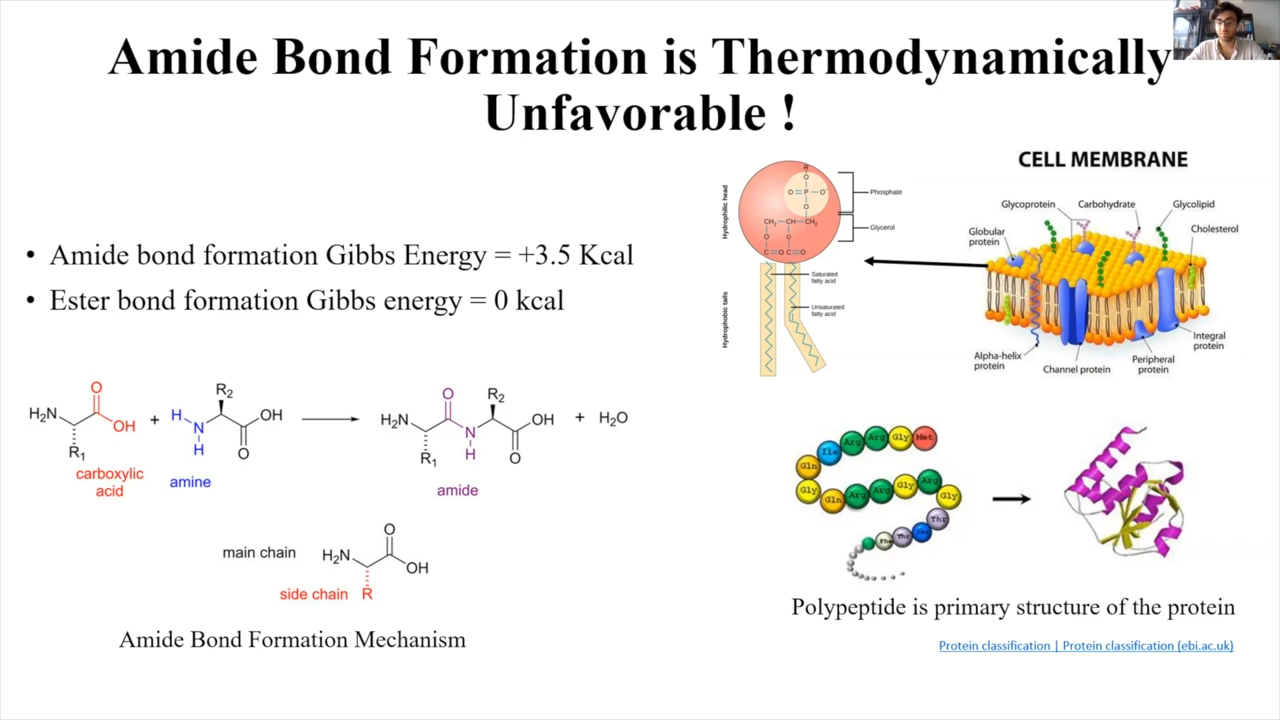 Amide Bond Formation is Thermodynamically
Unfavorable !
• Amide bond formation Gibbs Energy = +3.5 Kcal
• Ester bond formation Gibbs energy = 0 kcal
H₂N
O
OH
R₁
carboxylic
acid
+
H
N
H
R₂
OH
O
amine
H₂N
O
R₁
N
H
R₂
OH
O
amide
+ H₂O
main chain
H₂N
O
OH
side chain R
Amide Bond Formation Mechanism
Hydrophilic head
Hydrophobic tails
R
O
O=P—O⁻
O
CH₂—CH—CH₂
O O
C=O C=O
Phosphate
Glycerol
Saturated
fatty acid
Unsaturated
fatty acid
CELL MEMBRANE
Glycoprotein
Carbohydrate
Glycolipid
Globular
protein
Cholesterol
Alpha-helix
protein
Channel protein
Peripheral
protein
Integral
protein
Ile Arg Arg Gly Met
Gln
Gly Gln Arg Arg Gly Arg
Gly
Thr
Phe Thr
Polypeptide is primary structure of the protein
Protein classification | Protein classification (ebi.ac.uk)